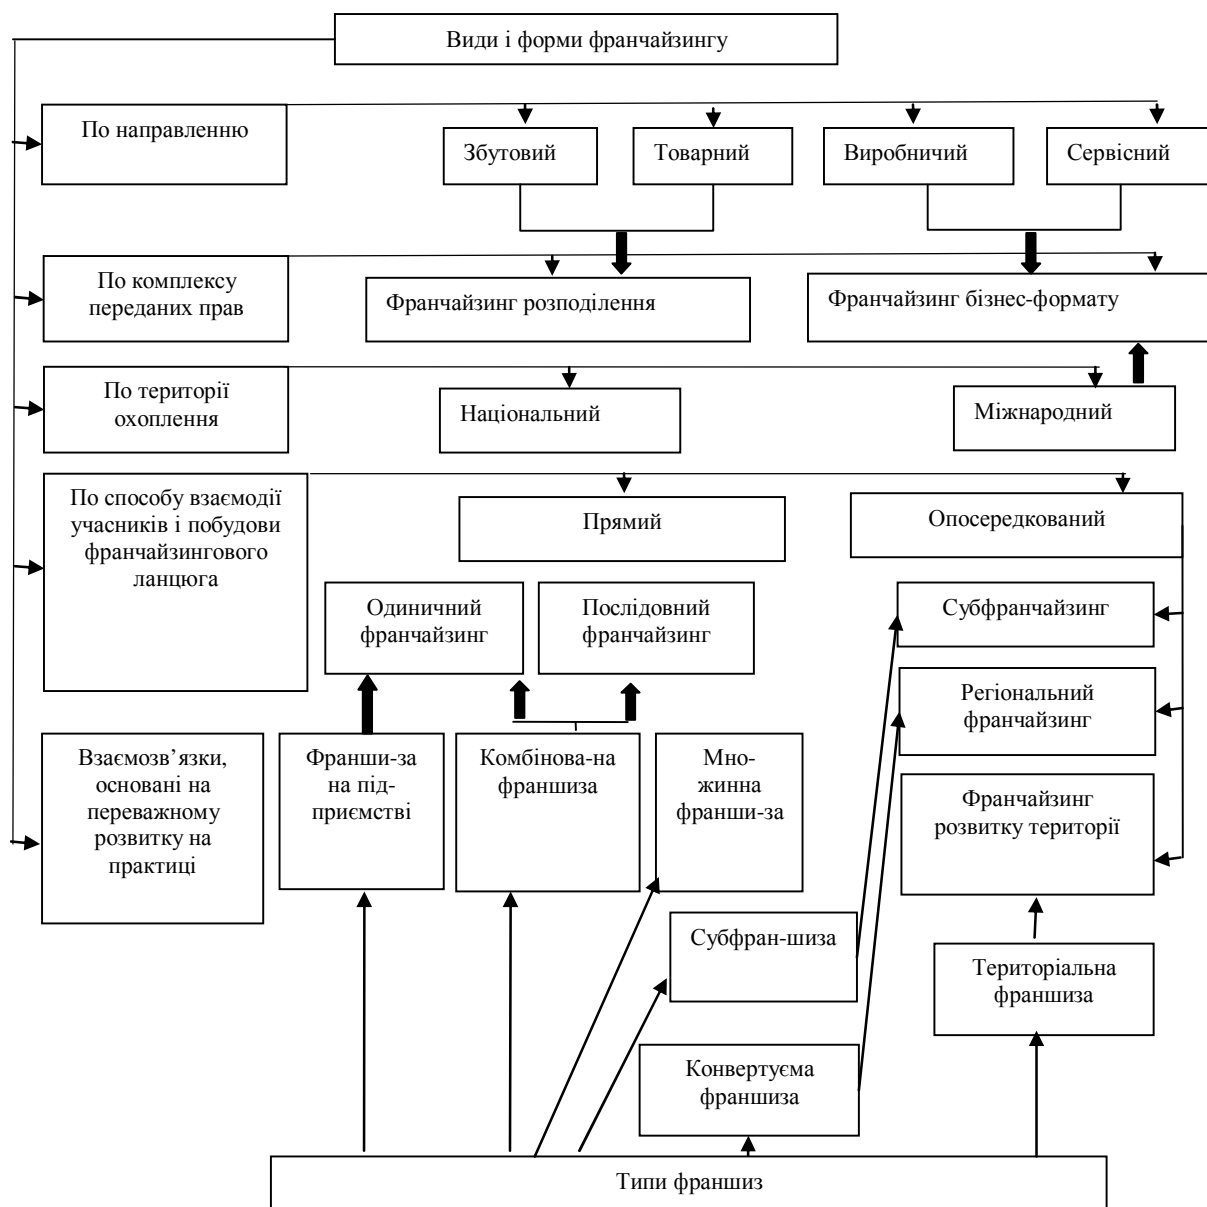 Види і форми франчайзингу
По направленню
Збутовий
Товарний
Виробничий
Сервісний
По комплексу
переданих прав
Франчайзинг розподілення
Франчайзинг бізнес-формату
По території
охоплення
Національний
Міжнародний
По способу взаємодії
учасників і побудови
франчайзингового
ланцюга
Прямий
Опосередкований
Одиничний
франчайзинг
Послідовний
франчайзинг
Субфранчайзинг
Регіональний
франчайзинг
Взаємозв’язки,
основані на
переважному
розвитку на
практиці
Франши-за
на під-
приємстві
Комбінова-на
франшиза
Мно-
жинна
франши-за
Франчайзинг
розвитку території
Субфран-шиза
Територіальна
франшиза
Конвертуєма
франшиза
Типи франшиз